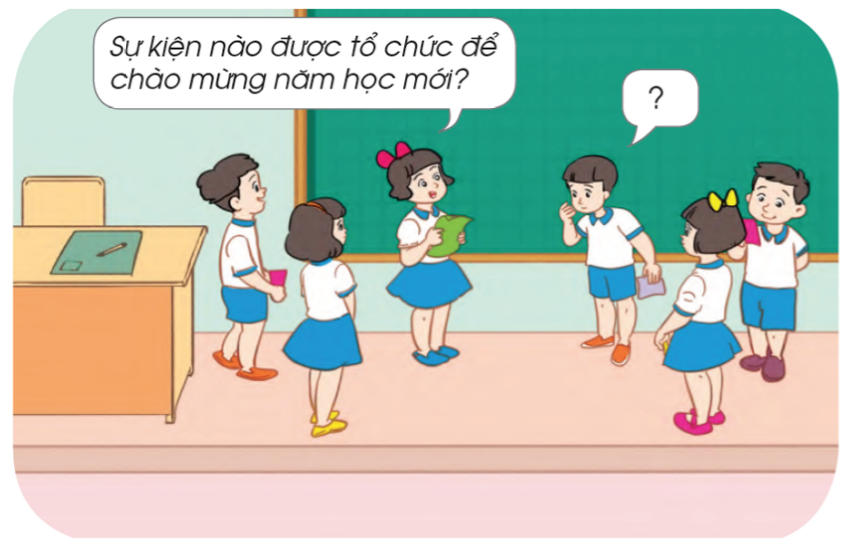 Sự kiện nào được tổ chức để
chào mừng năm học mới?
?